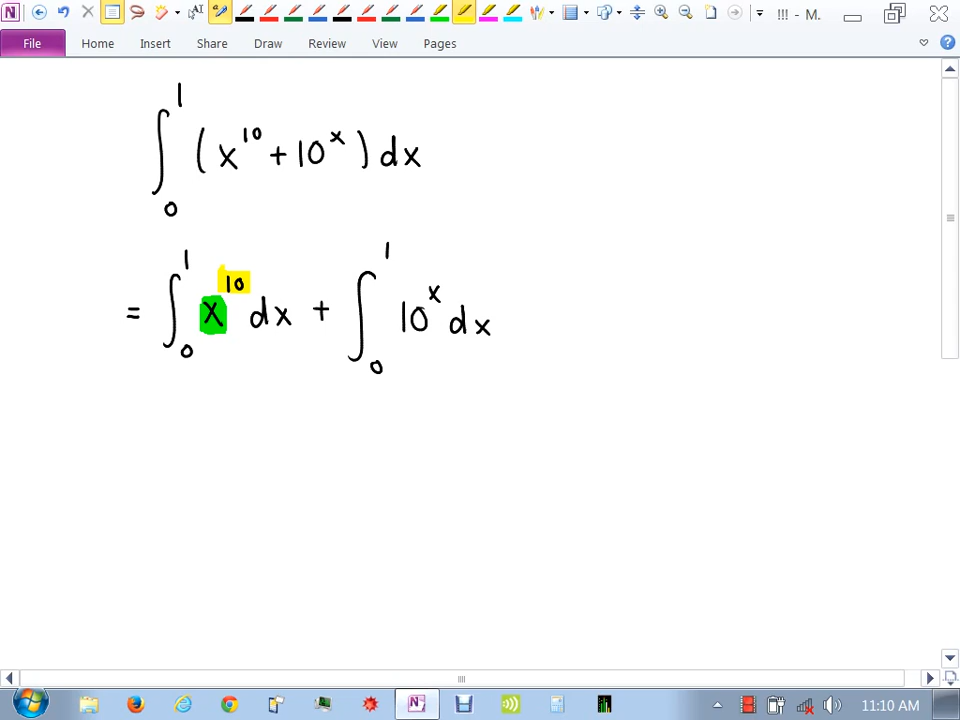 !!! - M.
File Home Insert Share Draw Review View Pages
∫₀¹ (x¹⁰ + 10ˣ) dx
= ∫₀¹ x¹⁰ dx + ∫₀¹ 10ˣ dx
11:10 AM